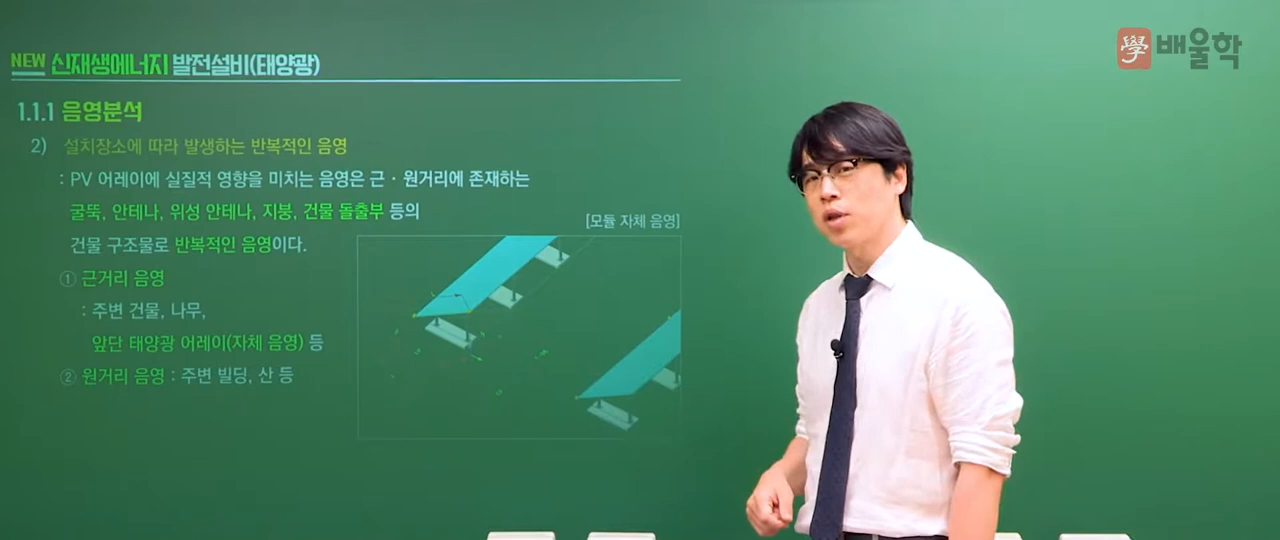 NEW 신재생에너지 발전설비(태양광)
學 배울학
1.1.1 음영분석
2) 설치장소에 따라 발생하는 반복적인 음영
: PV 어레이에 실질적 영향을 미치는 음영은 근 · 원거리에 존재하는
굴뚝, 안테나, 위성 안테나, 지붕, 건물 돌출부 등의
[모듈 자체 음영]
건물 구조물로 반복적인 음영이다.
① 근거리 음영
: 주변 건물, 나무,
앞단 태양광 어레이(자체 음영) 등
② 원거리 음영 : 주변 빌딩, 산 등